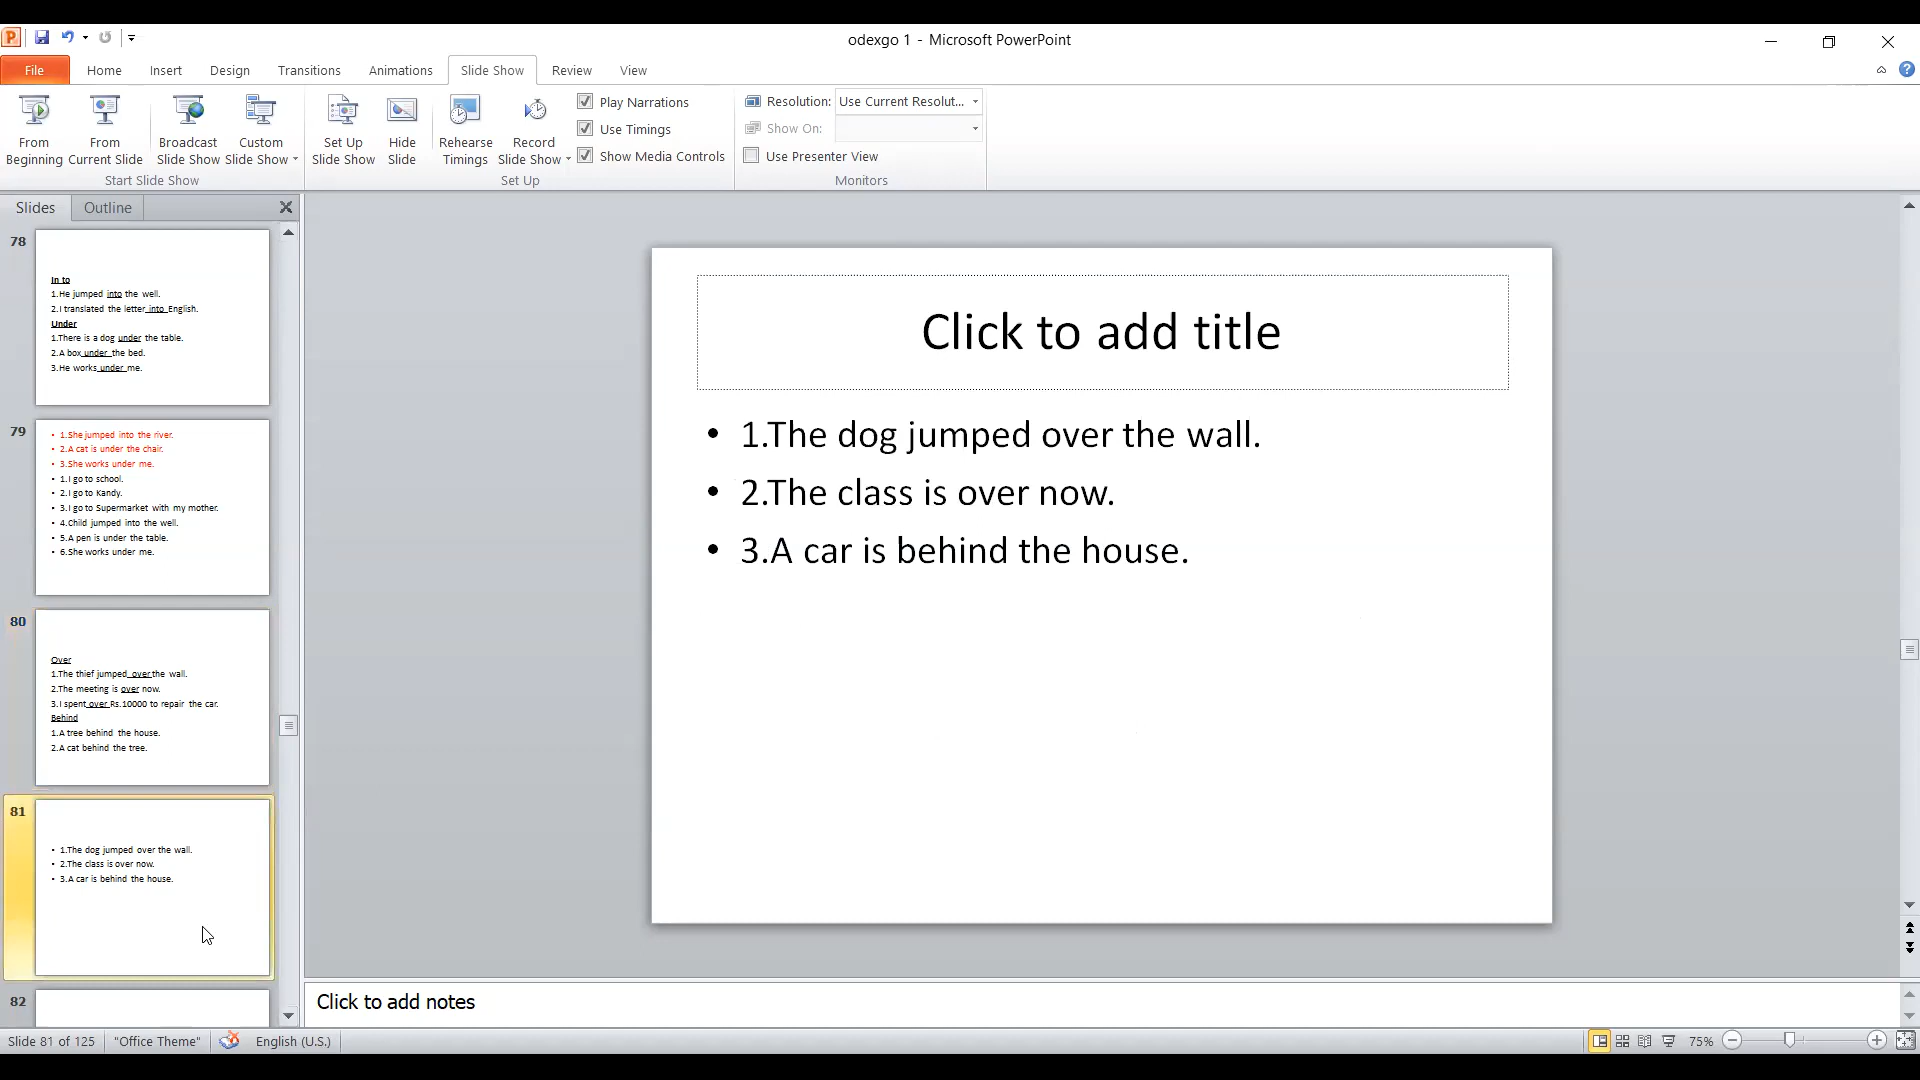 odexgo 1 - Microsoft PowerPoint
File Home Insert Design Transitions Animations Slide Show Review View
From Beginning
From Current Slide
Broadcast Slide Show
Custom Slide Show
Start Slide Show
Set Up Slide Show
Hide Slide
Rehearse Timings
Record Slide Show
Play Narrations
Use Timings
Show Media Controls
Set Up
Resolution: Use Current Resolut...
Show On:
Use Presenter View
Monitors
Slides Outline
78
In to
1.He jumped into the well.
2.I translated the letter into English.
Under
1.There is a dog under the table.
2.A box under the bed.
3.He works under me.
79
• 1.She jumped into the river.
• 2.A cat is under the chair.
• 3.She works under me.
• 1.I go to school.
• 2.I go to Kandy.
• 3.I go to Supermarket with my mother.
• 4.Child jumped into the well.
• 5.A pen is under the table.
• 6.She works under me.
80
Over
1.The thief jumped over the wall.
2.The meeting is over now.
3.I spent over Rs.10000 to repair the car.
Behind
1.A tree behind the house.
2.A cat behind the tree.
81
• 1.The dog jumped over the wall.
• 2.The class is over now.
• 3.A car is behind the house.
82
Click to add title
• 1.The dog jumped over the wall.
• 2.The class is over now.
• 3.A car is behind the house.
Click to add notes
Slide 81 of 125 "Office Theme" English (U.S.) 75%